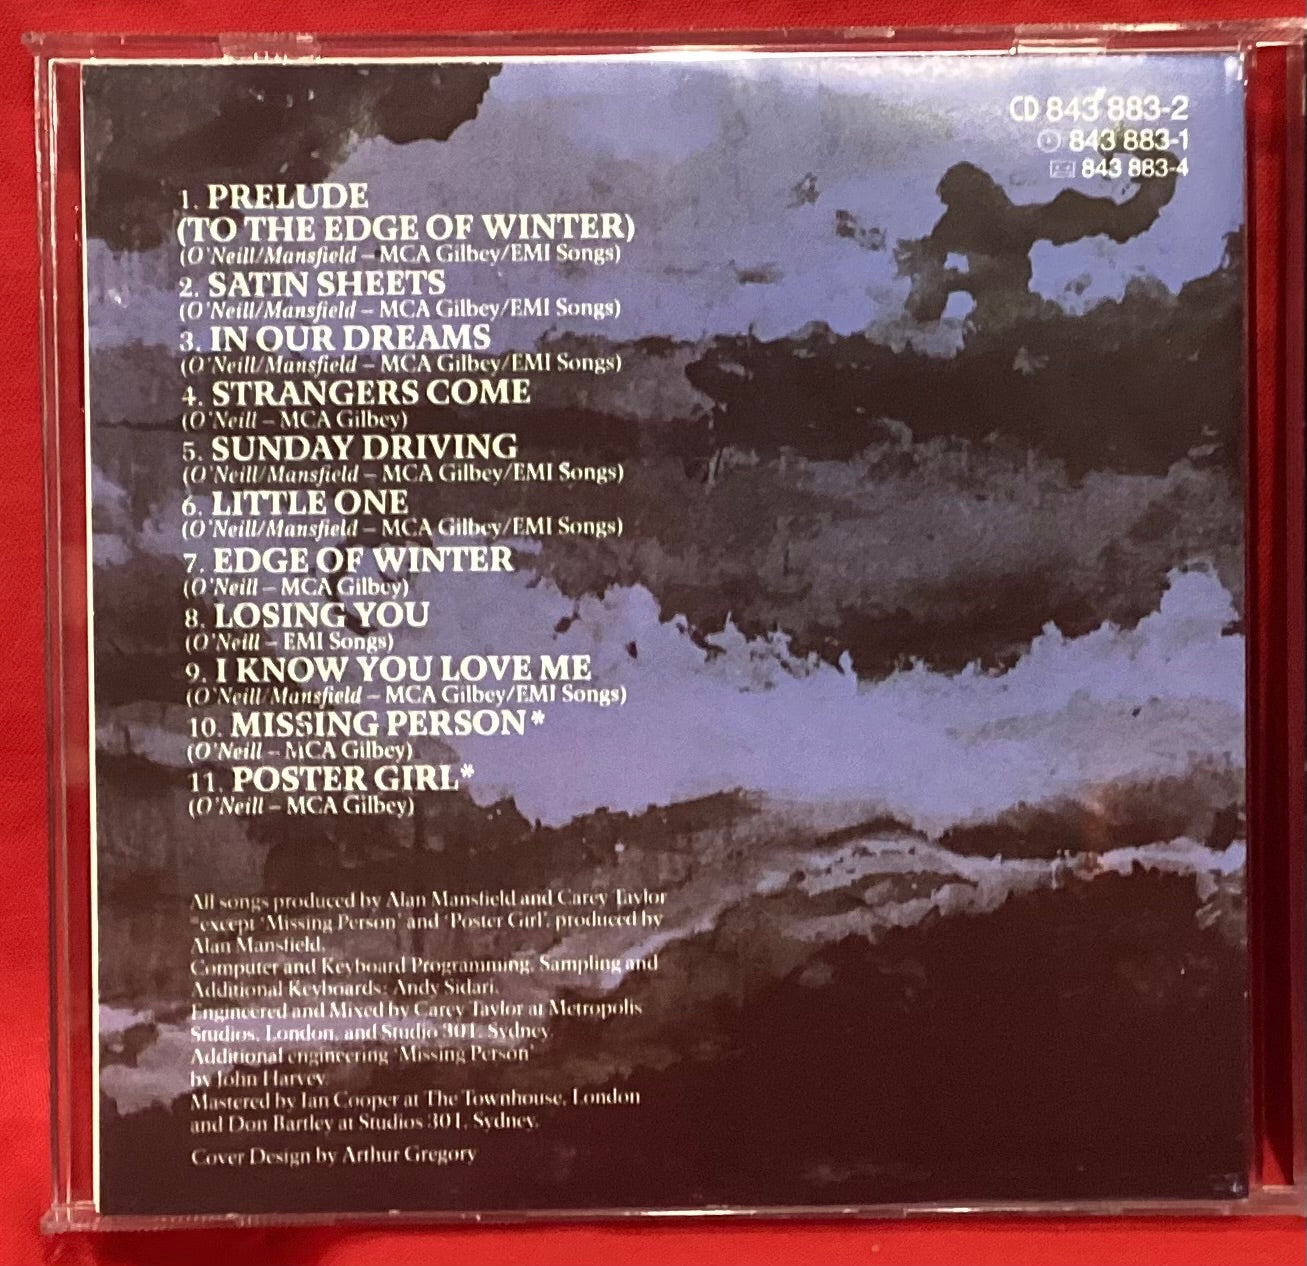 CD 843 883-2
843 883-1
843 883-4
1. PRELUDE
(TO THE EDGE OF WINTER)
(O'Neill/Mansfield – MCA Gilbey/EMI Songs)
2. SATIN SHEETS
(O'Neill/Mansfield – MCA Gilbey/EMI Songs)
3. IN OUR DREAMS
(O'Neill/Mansfield – MCA Gilbey/EMI Songs)
4. STRANGERS COME
(O'Neill – MCA Gilbey)
5. SUNDAY DRIVING
(O'Neill/Mansfield – MCA Gilbey/EMI Songs)
6. LITTLE ONE
(O'Neill/Mansfield – MCA Gilbey/EMI Songs)
7. EDGE OF WINTER
(O'Neill – MCA Gilbey)
8. LOSING YOU
(O'Neill – EMI Songs)
9. I KNOW YOU LOVE ME
(O'Neill/Mansfield – MCA Gilbey/EMI Songs)
10. MISSING PERSON*
(O'Neill – MCA Gilbey)
11. POSTER GIRL*
(O'Neill – MCA Gilbey)
All songs produced by Alan Mansfield and Carey Taylor
*except 'Missing Person' and 'Poster Girl', produced by
Alan Mansfield.
Computer and Keyboard Programming, Sampling and
Additional Keyboards: Andy Sidari.
Engineered and Mixed by Carey Taylor at Metropolis
Studios, London, and Studio 301, Sydney.
Additional engineering 'Missing Person'
by John Harvey.
Mastered by Ian Cooper at The Townhouse, London
and Don Bartley at Studios 301, Sydney.
Cover Design by Arthur Gregory